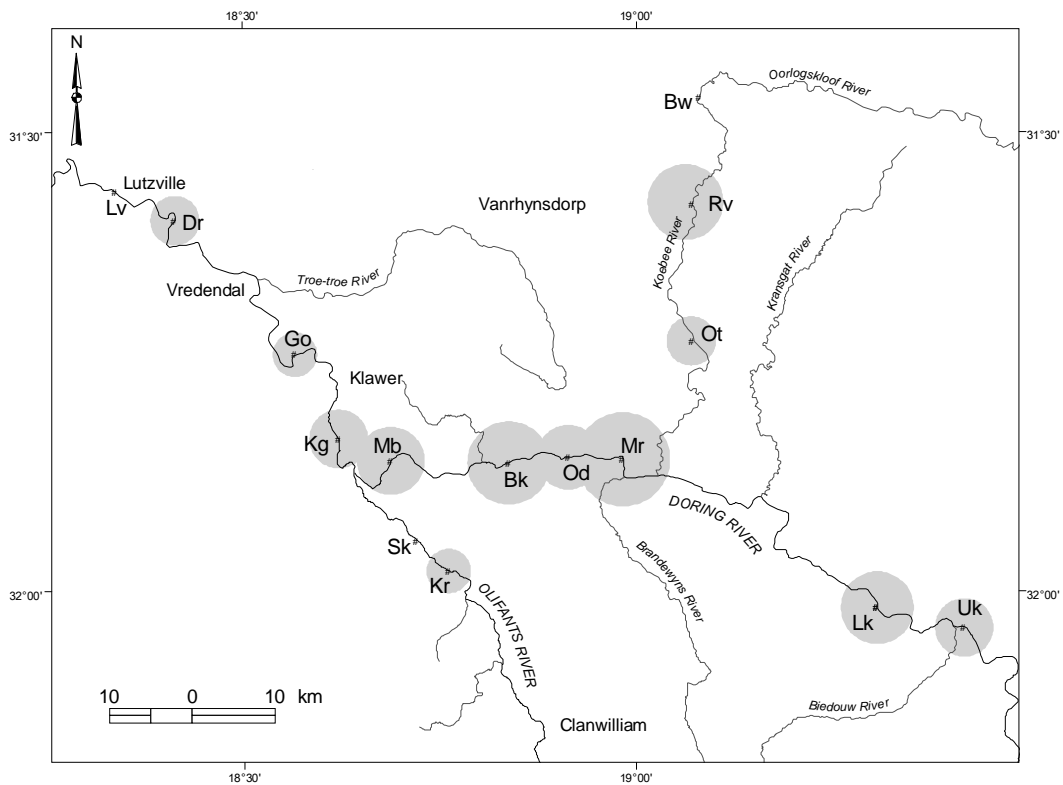 18°30' 19°00'
N
Oorlogskloof River
Bw
31°30' 31°30'
Lutzville
Lv
Dr
Vanrhynsdorp
Rv
Koebee River
Kransgat River
Troe-troe River
Vredendal
Go
Ot
Klawer
Kg
Mb
Bk
Od
Mr
DORING RIVER
Sk
Kr
Brandewyns River
OLIFANTS RIVER
32°00' 32°00'
Lk
Uk
10 0 10 km
Clanwilliam
Biedouw River
18°30' 19°00'